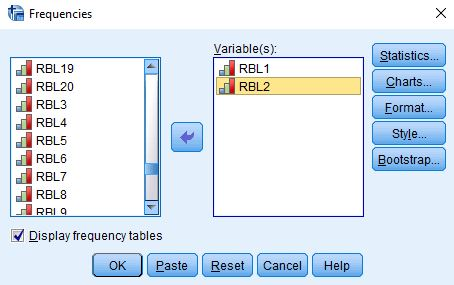 Frequencies
Variable(s):
RBL19
RBL20
RBL3
RBL4
RBL5
RBL6
RBL7
RBL8
RBL9
RBL1
RBL2
Statistics...
Charts...
Format...
Style...
Bootstrap...
Display frequency tables
OK Paste Reset Cancel Help